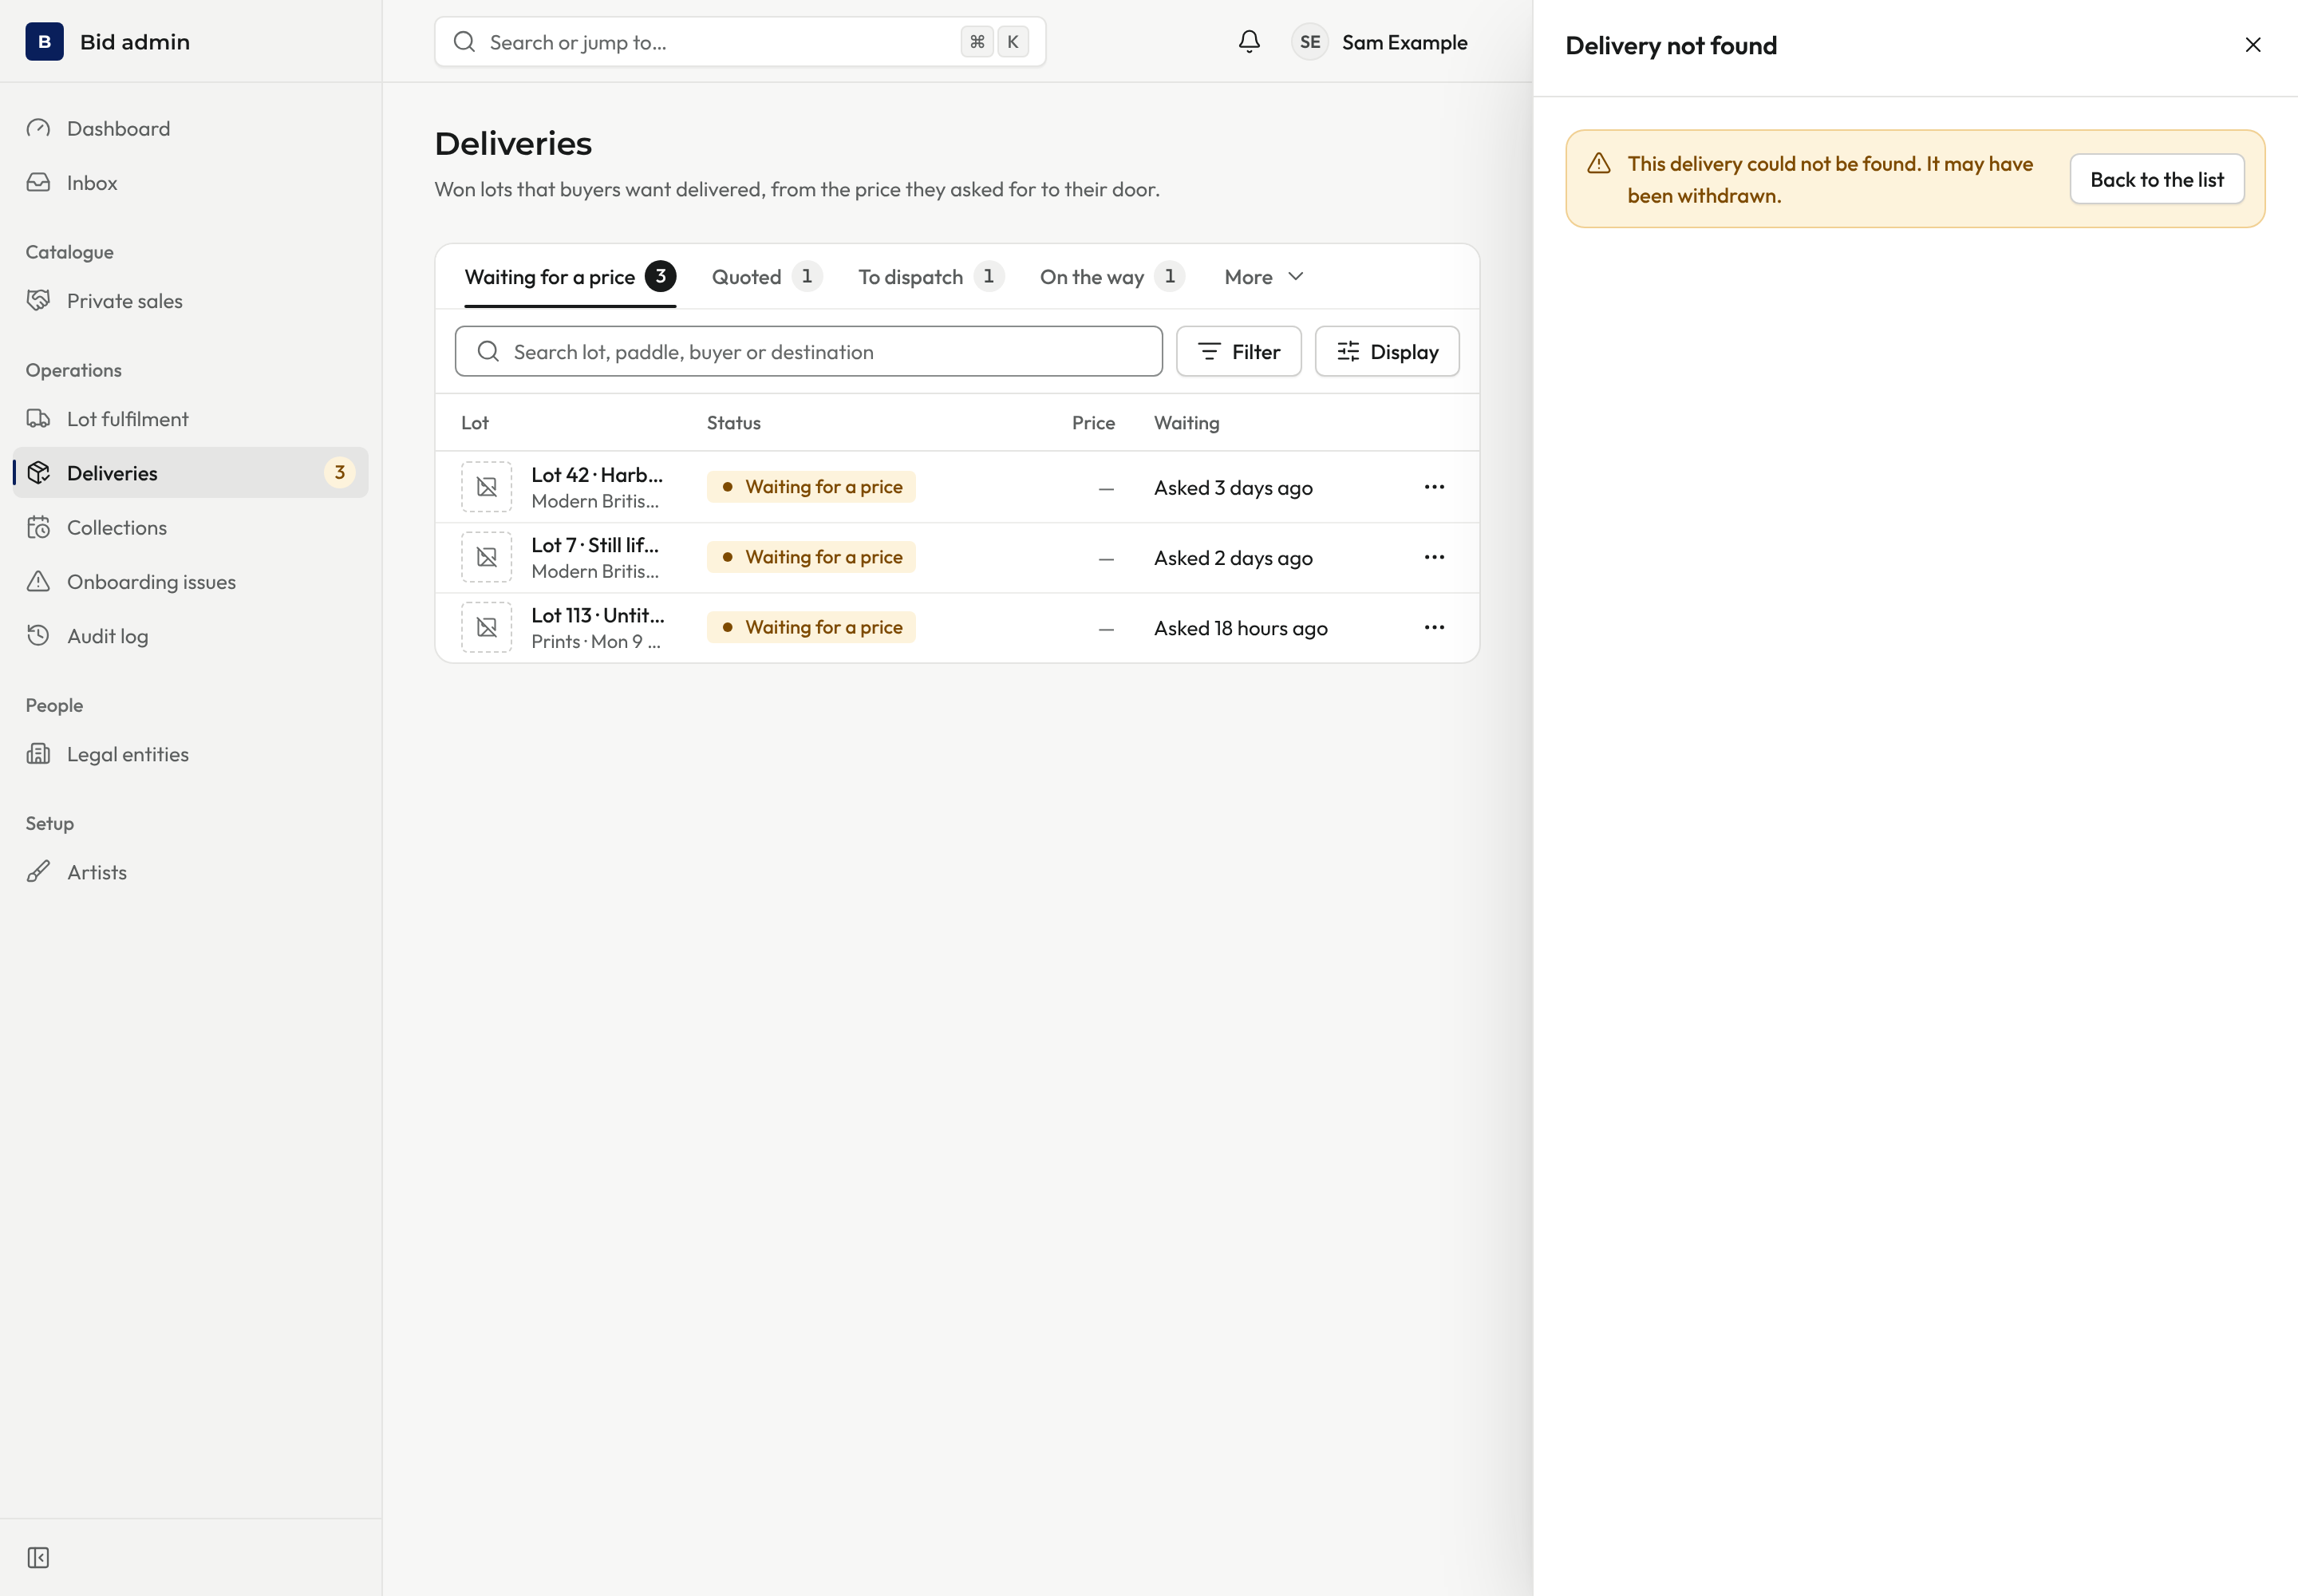 B Bid admin
Search or jump to...
⌘ K
SE Sam Example
Dashboard
Inbox
Catalogue
Private sales
Operations
Lot fulfilment
Deliveries 3
Collections
Onboarding issues
Audit log
People
Legal entities
Setup
Artists
Deliveries
Won lots that buyers want delivered, from the price they asked for to their door.
Waiting for a price 3 Quoted 1 To dispatch 1 On the way 1 More
Search lot, paddle, buyer or destination
Filter
Display
Lot Status Price Waiting
Lot 42 · Harb...
Modern Britis...
Waiting for a price — Asked 3 days ago
Lot 7 · Still lif...
Modern Britis...
Waiting for a price — Asked 2 days ago
Lot 113 · Untit...
Prints · Mon 9 ...
Waiting for a price — Asked 18 hours ago
Delivery not found
This delivery could not be found. It may have
been withdrawn.
Back to the list